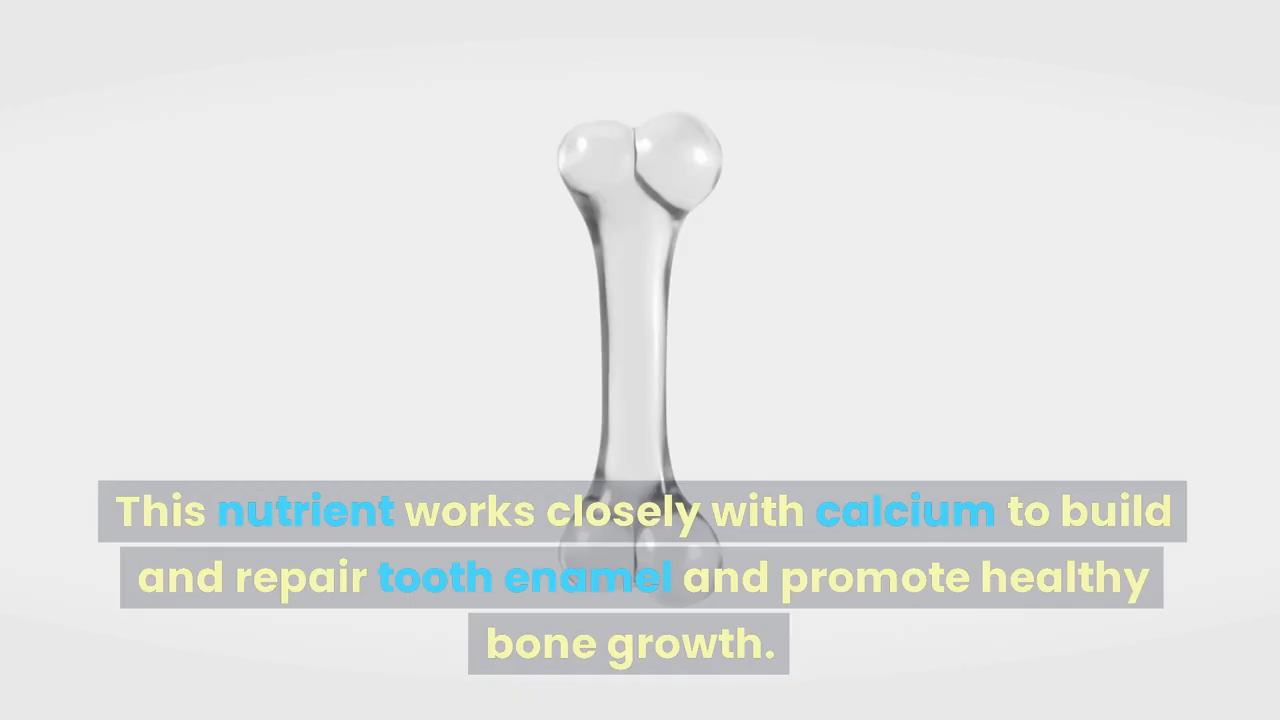 This nutrient works closely with calcium to build
and repair tooth enamel and promote healthy
bone growth.